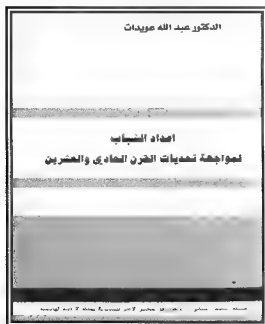 الدكتور عبد الله عويدات
اعداد الشباب
لمواجهة تحديات القرن الحادي والعشرين